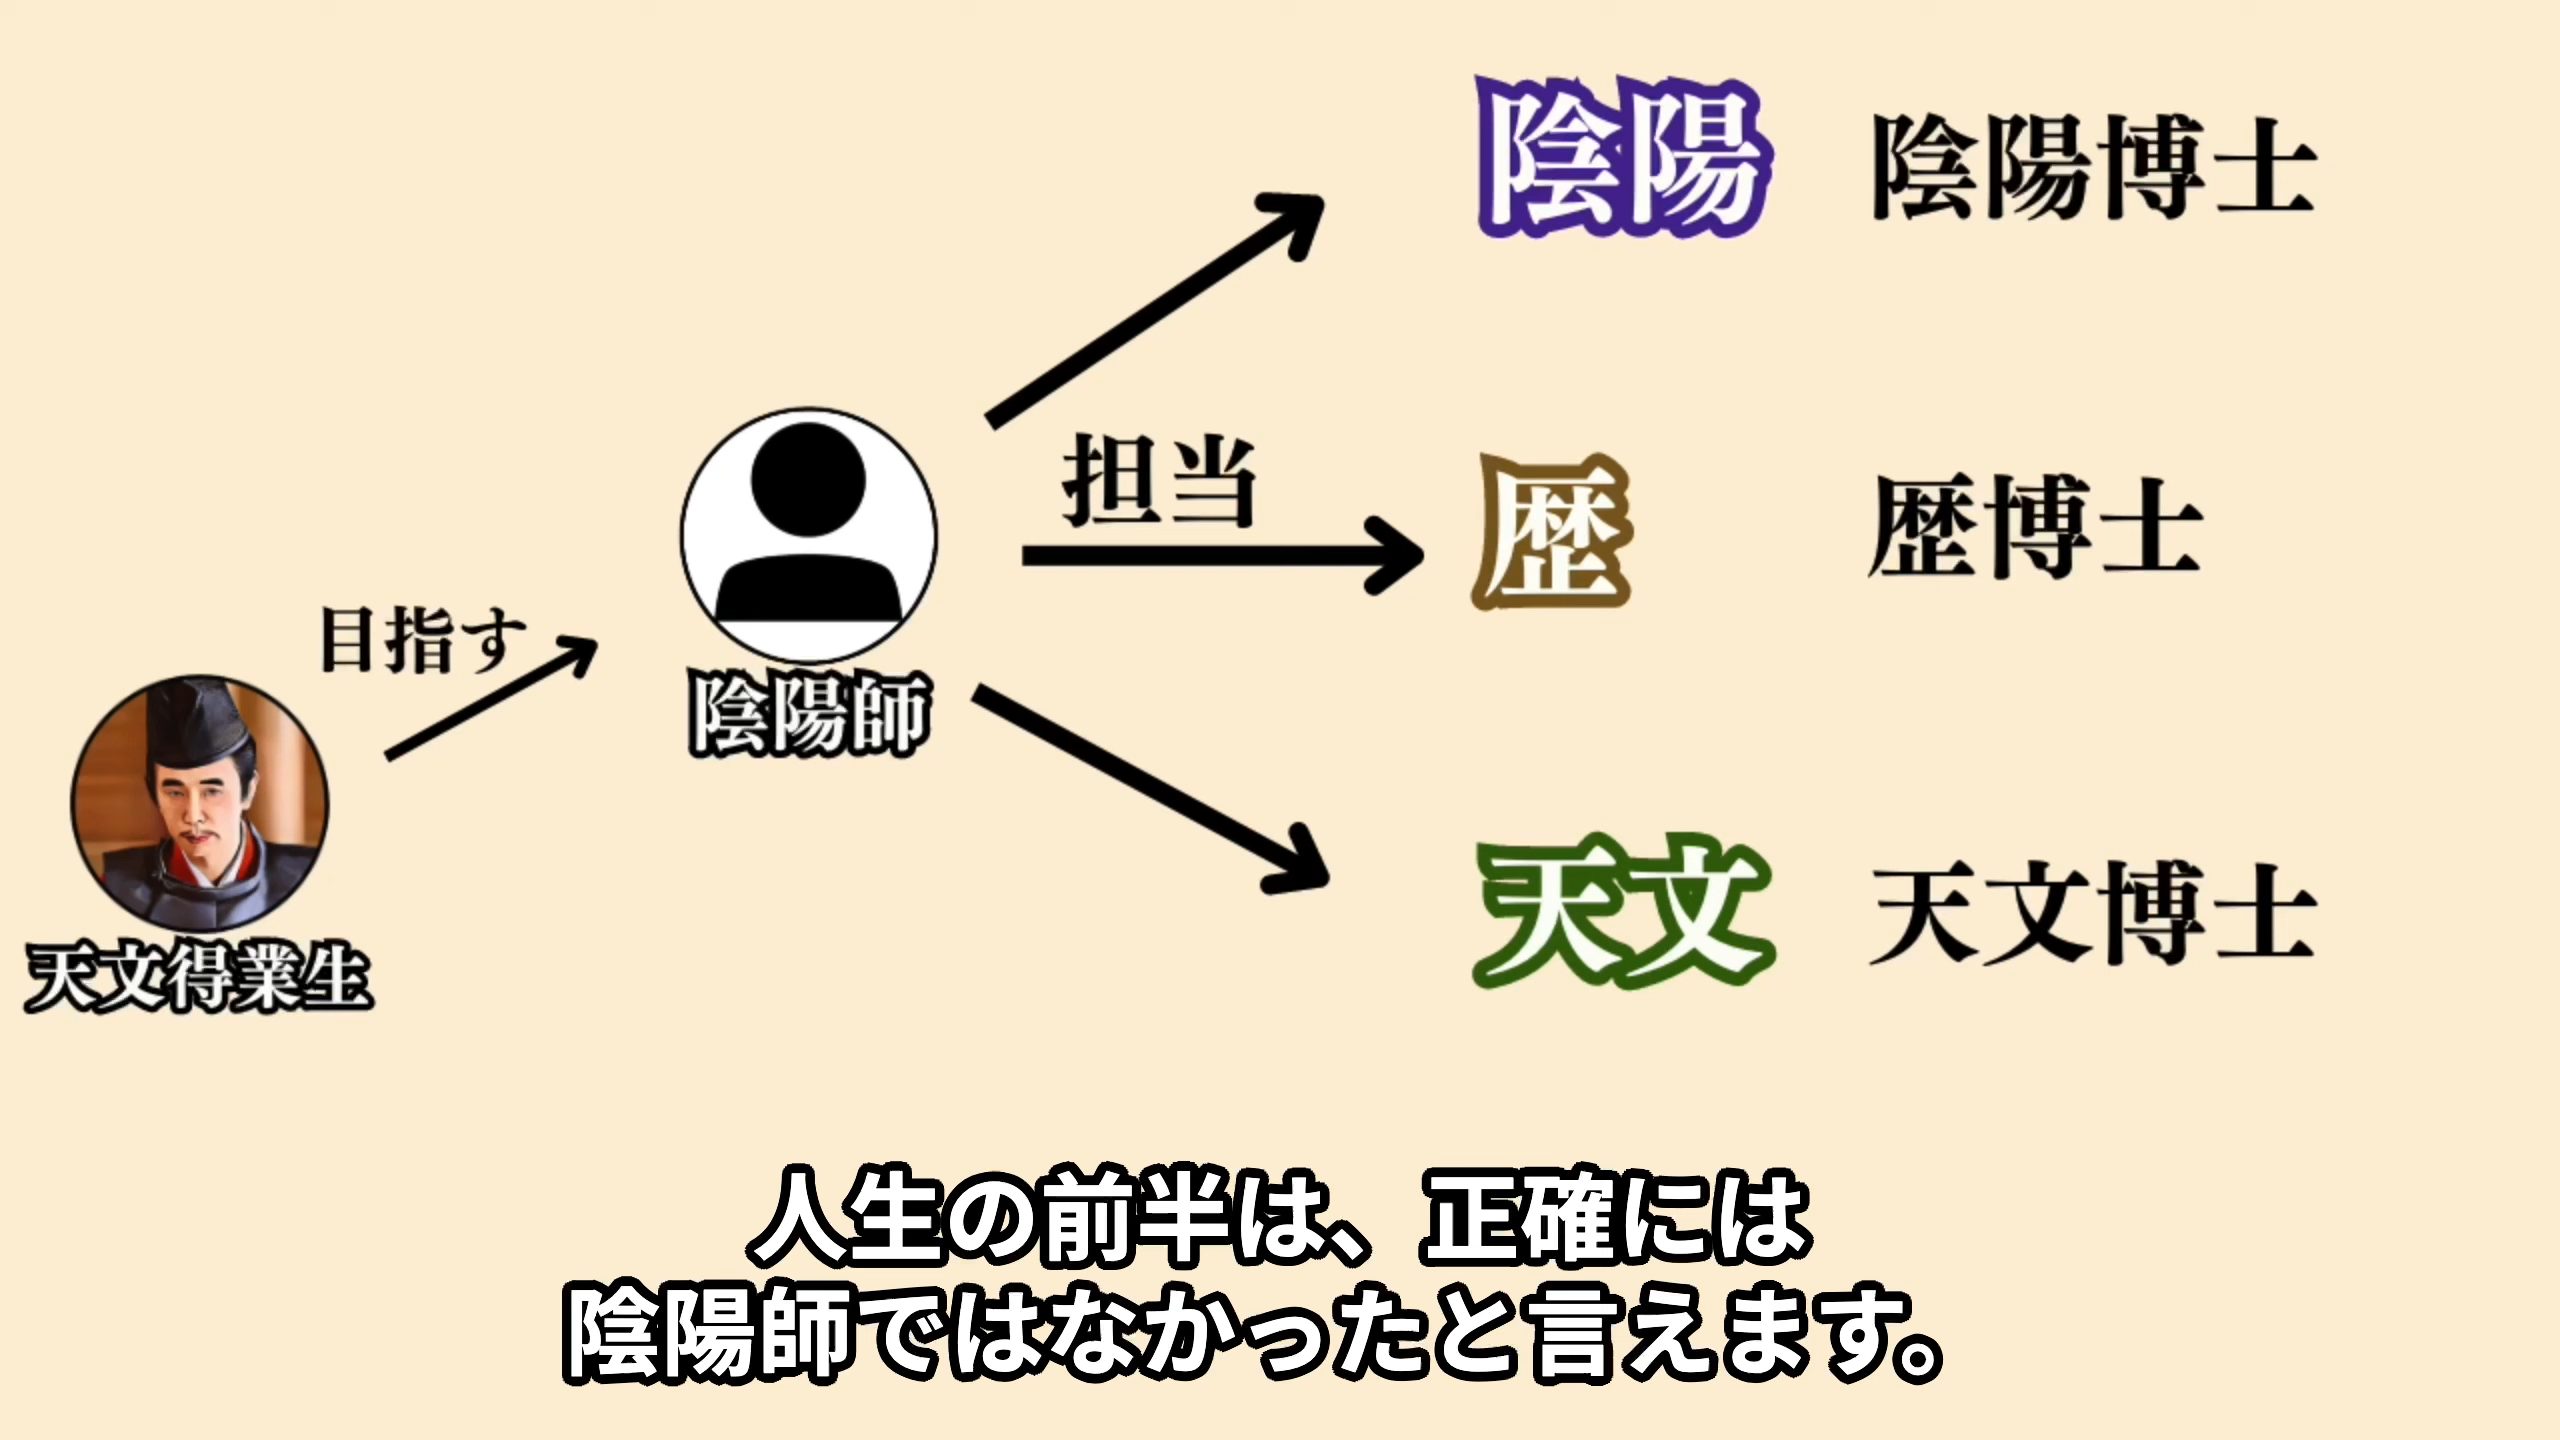 陰陽 陰陽博士
担当
歴 歴博士
目指す
陰陽師
天文 天文博士
天文得業生
人生の前半は、正確には
陰陽師ではなかったと言えます。